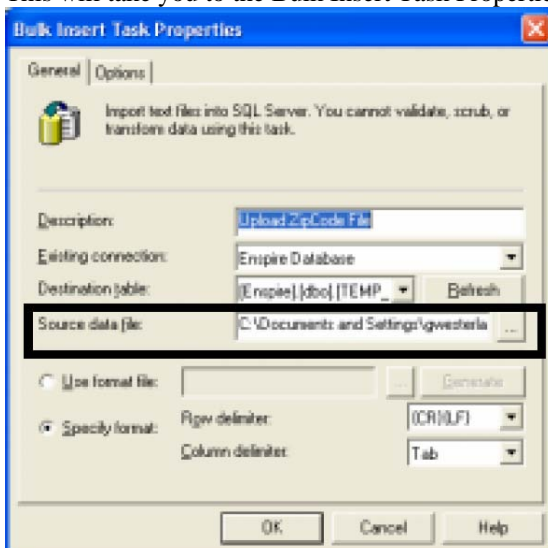 This will take you to the Bulk Insert Task Properti
Bulk Insert Task Properties
General Options
Import text files into SQL Server. You cannot validate, scrub, or
transform data using this task.
Description: Upload ZipCode File
Existing connection: Enspire Database
Destination table: [Enspire].[dbo].[TEMP_ Refresh
Source data file: C:\Documents and Settings\gwesterla ...
Use format file: ... Generate
Specify format: Row delimiter: {CR}{LF}
Column delimiter: Tab
OK Cancel Help